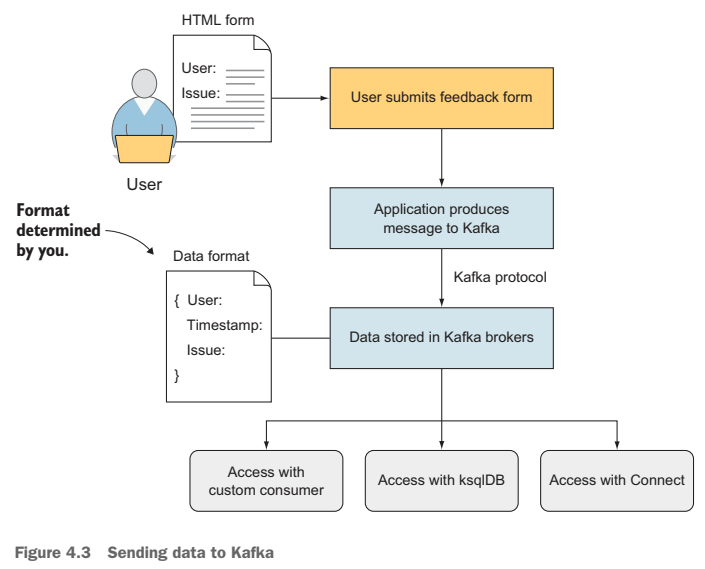 HTML form
User:
Issue:
User submits feedback form
User
Application produces
message to Kafka
Format
determined
by you.
Data format
Kafka protocol
{ User:
Timestamp:
Issue:
}
Data stored in Kafka brokers
Access with
custom consumer
Access with ksqlDB
Access with Connect
Figure 4.3 Sending data to Kafka